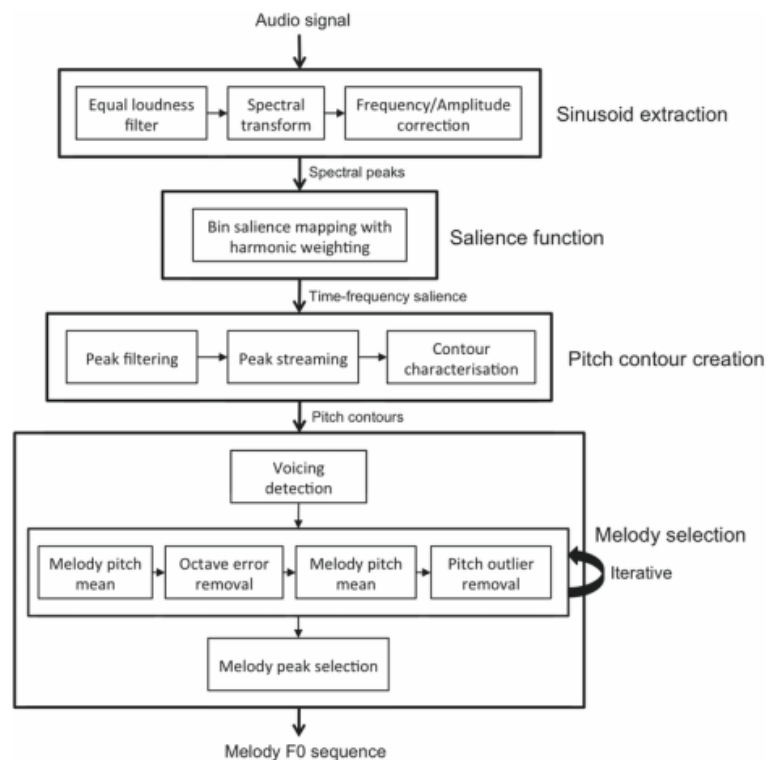 Audio signal
Equal loudness
filter
Spectral
transform
Frequency/Amplitude
correction
Sinusoid extraction
Spectral peaks
Bin salience mapping with
harmonic weighting
Salience function
Time-frequency salience
Peak filtering
Peak streaming
Contour
characterisation
Pitch contour creation
Pitch contours
Voicing
detection
Melody selection
Melody pitch
mean
Octave error
removal
Melody pitch
mean
Pitch outlier
removal
Iterative
Melody peak selection
Melody F0 sequence